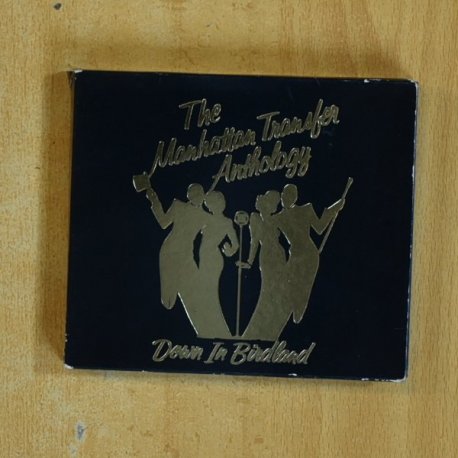 The
Manhattan Transfer
Anthology
Down In Birdland